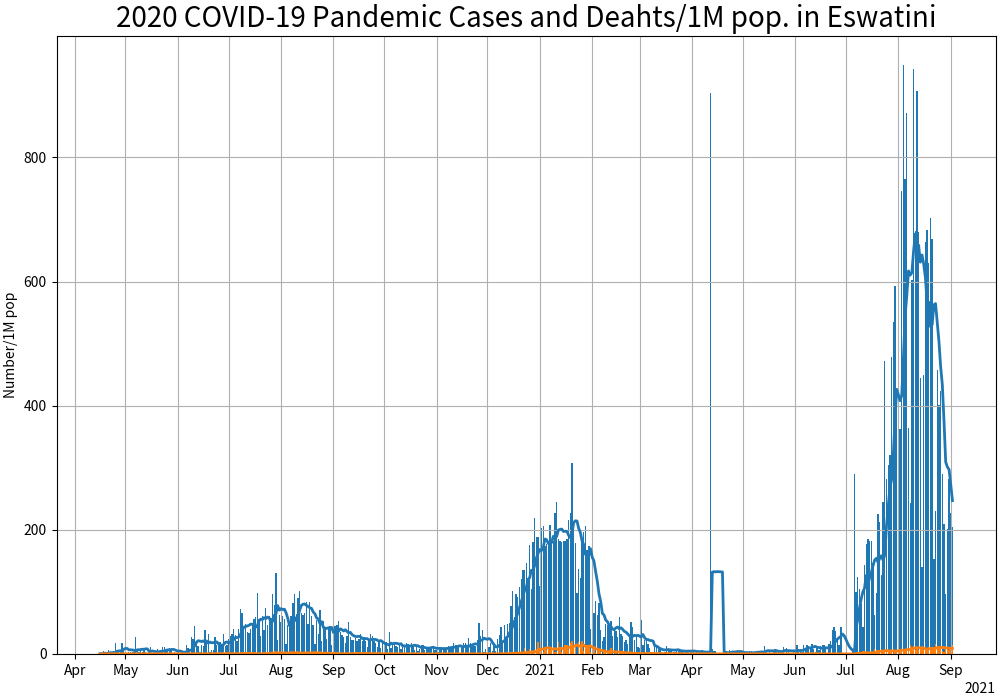 2020 COVID-19 Pandemic Cases and Deahts/1M pop. in Eswatini
Number/1M pop
800
600
400
200
0
Apr May Jun Jul Aug Sep Oct Nov Dec 2021 Feb Mar Apr May Jun Jul Aug Sep
2021